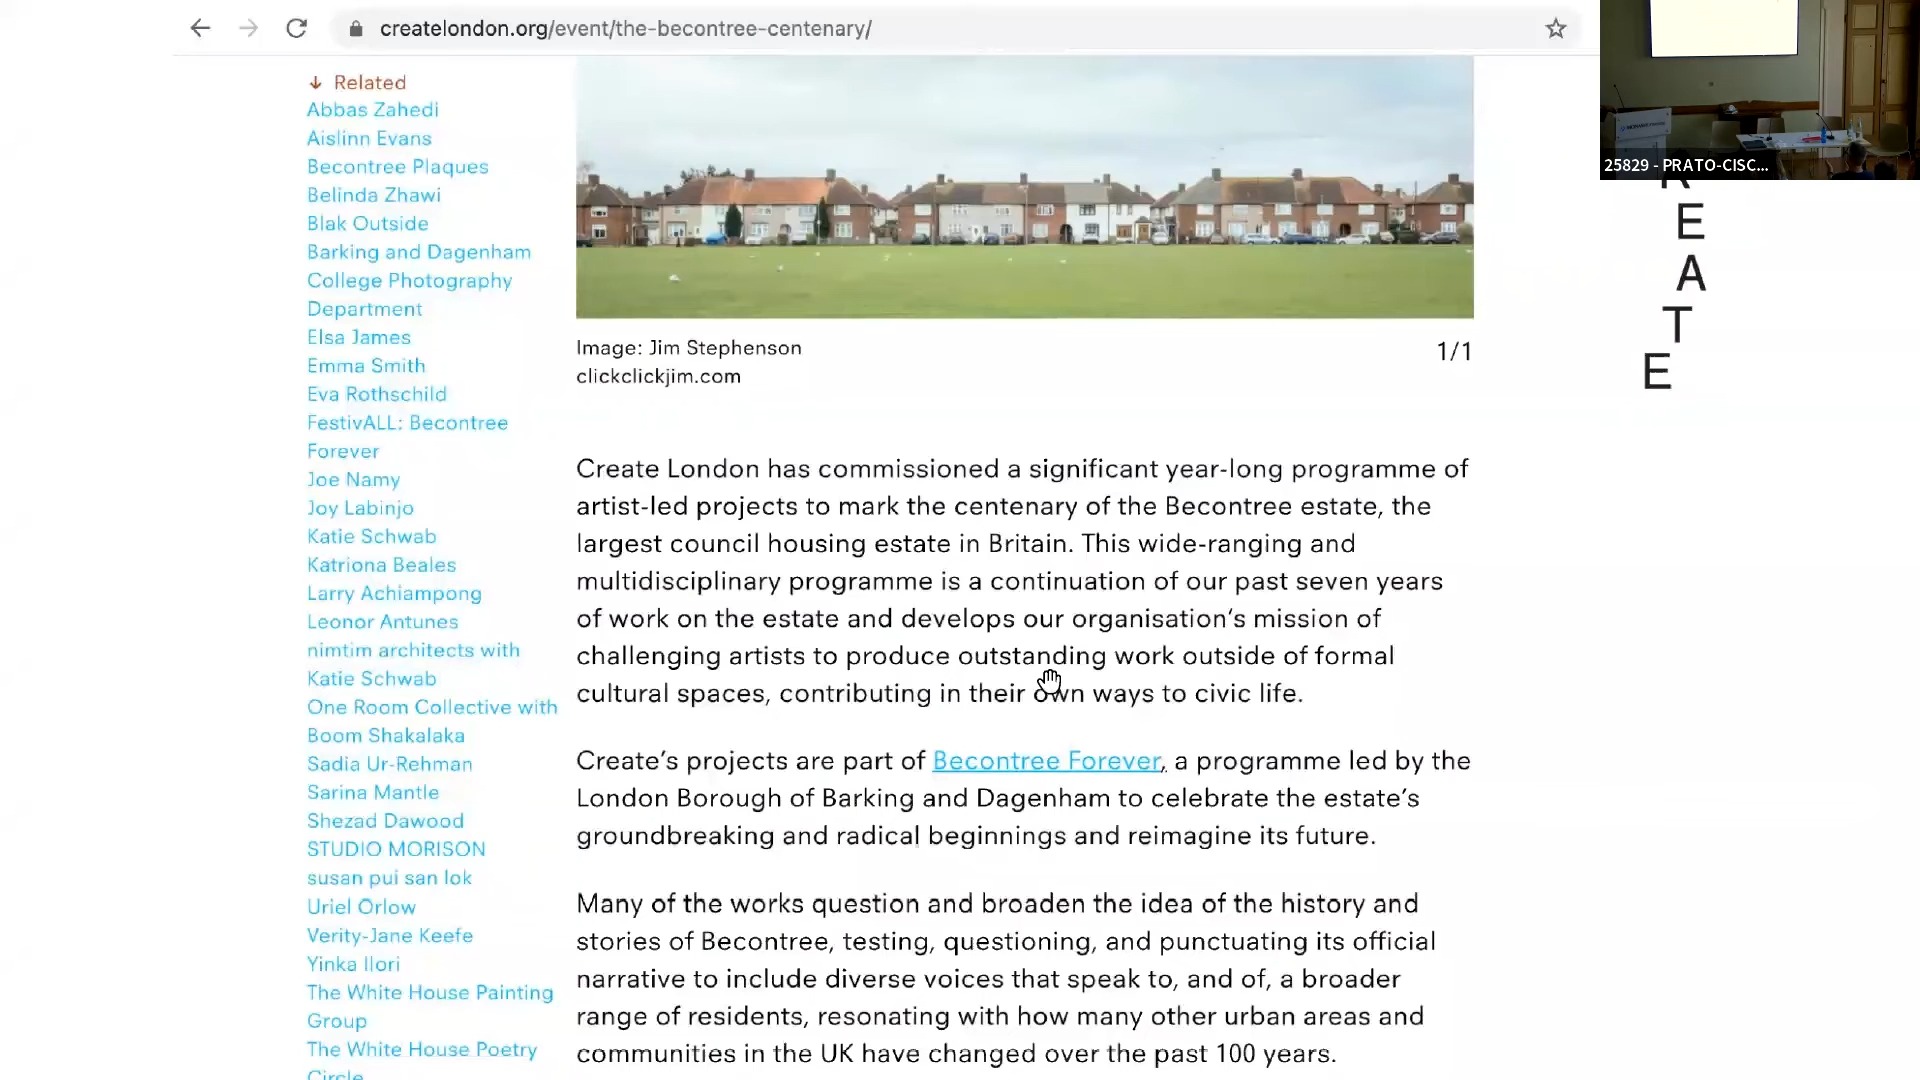 createlondon.org/event/the-becontree-centenary/
↓ Related
Abbas Zahedi
Aislinn Evans
Becontree Plaques
Belinda Zhawi
Blak Outside
Barking and Dagenham
College Photography
Department
Elsa James
Emma Smith
Eva Rothschild
FestivALL: Becontree
Forever
Joe Namy
Joy Labinjo
Katie Schwab
Katriona Beales
Larry Achiampong
Leonor Antunes
nimtim architects with
Katie Schwab
One Room Collective with
Boom Shakalaka
Sadia Ur-Rehman
Sarina Mantle
Shezad Dawood
STUDIO MORISON
susan pui san lok
Uriel Orlow
Verity-Jane Keefe
Yinka Ilori
The White House Painting
Group
The White House Poetry
Circle
Image: Jim Stephenson
clickclickjim.com
1/1
Create London has commissioned a significant year-long programme of
artist-led projects to mark the centenary of the Becontree estate, the
largest council housing estate in Britain. This wide-ranging and
multidisciplinary programme is a continuation of our past seven years
of work on the estate and develops our organisation's mission of
challenging artists to produce outstanding work outside of formal
cultural spaces, contributing in their own ways to civic life.
Create's projects are part of Becontree Forever, a programme led by the
London Borough of Barking and Dagenham to celebrate the estate's
groundbreaking and radical beginnings and reimagine its future.
Many of the works question and broaden the idea of the history and
stories of Becontree, testing, questioning, and punctuating its official
narrative to include diverse voices that speak to, and of, a broader
range of residents, resonating with how many other urban areas and
communities in the UK have changed over the past 100 years.
25829 - PRATO-CISC...
R
E
A
T
E